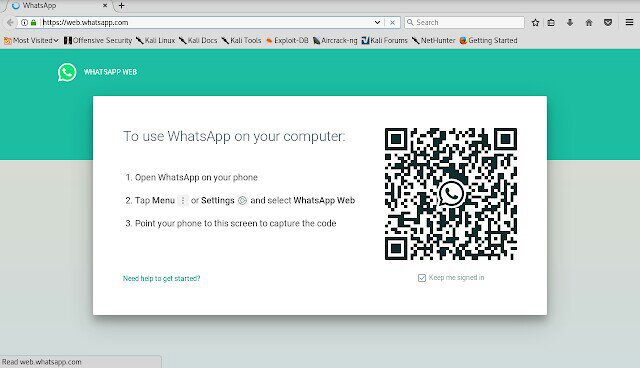 WhatsApp
https://web.whatsapp.com
Search
Most Visited Offensive Security Kali Linux Kali Docs Kali Tools Exploit-DB Aircrack-ng Kali Forums NetHunter Getting Started
WHATSAPP WEB
To use WhatsApp on your computer:
1. Open WhatsApp on your phone
2. Tap Menu or Settings and select WhatsApp Web
3. Point your phone to this screen to capture the code
Need help to get started?
Keep me signed in
Read web.whatsapp.com